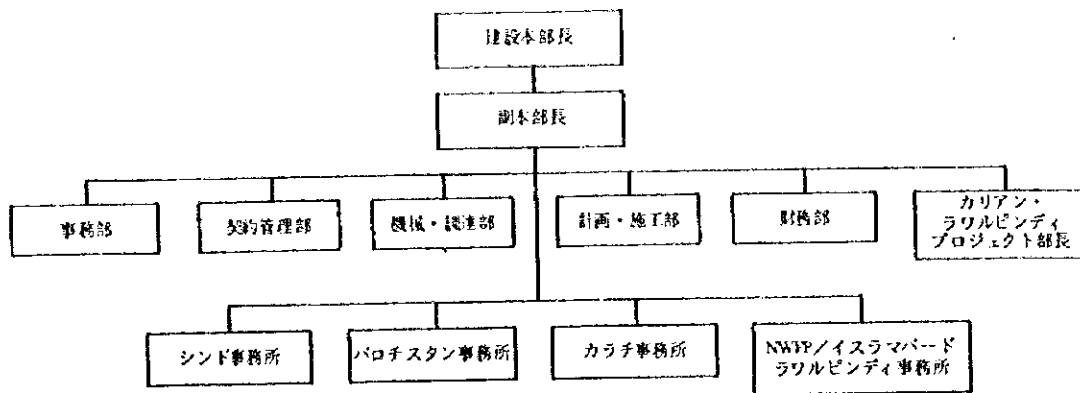 建設本部長
副本部長
事務部
契約管理部
機械・調達部
計画・施工部
財務部
カリアン・
ラワルピンディ
プロジェクト部長
シンド事務所
バロチスタン事務所
カラチ事務所
NWFP／イスラマバード
ラワルピンディ事務所